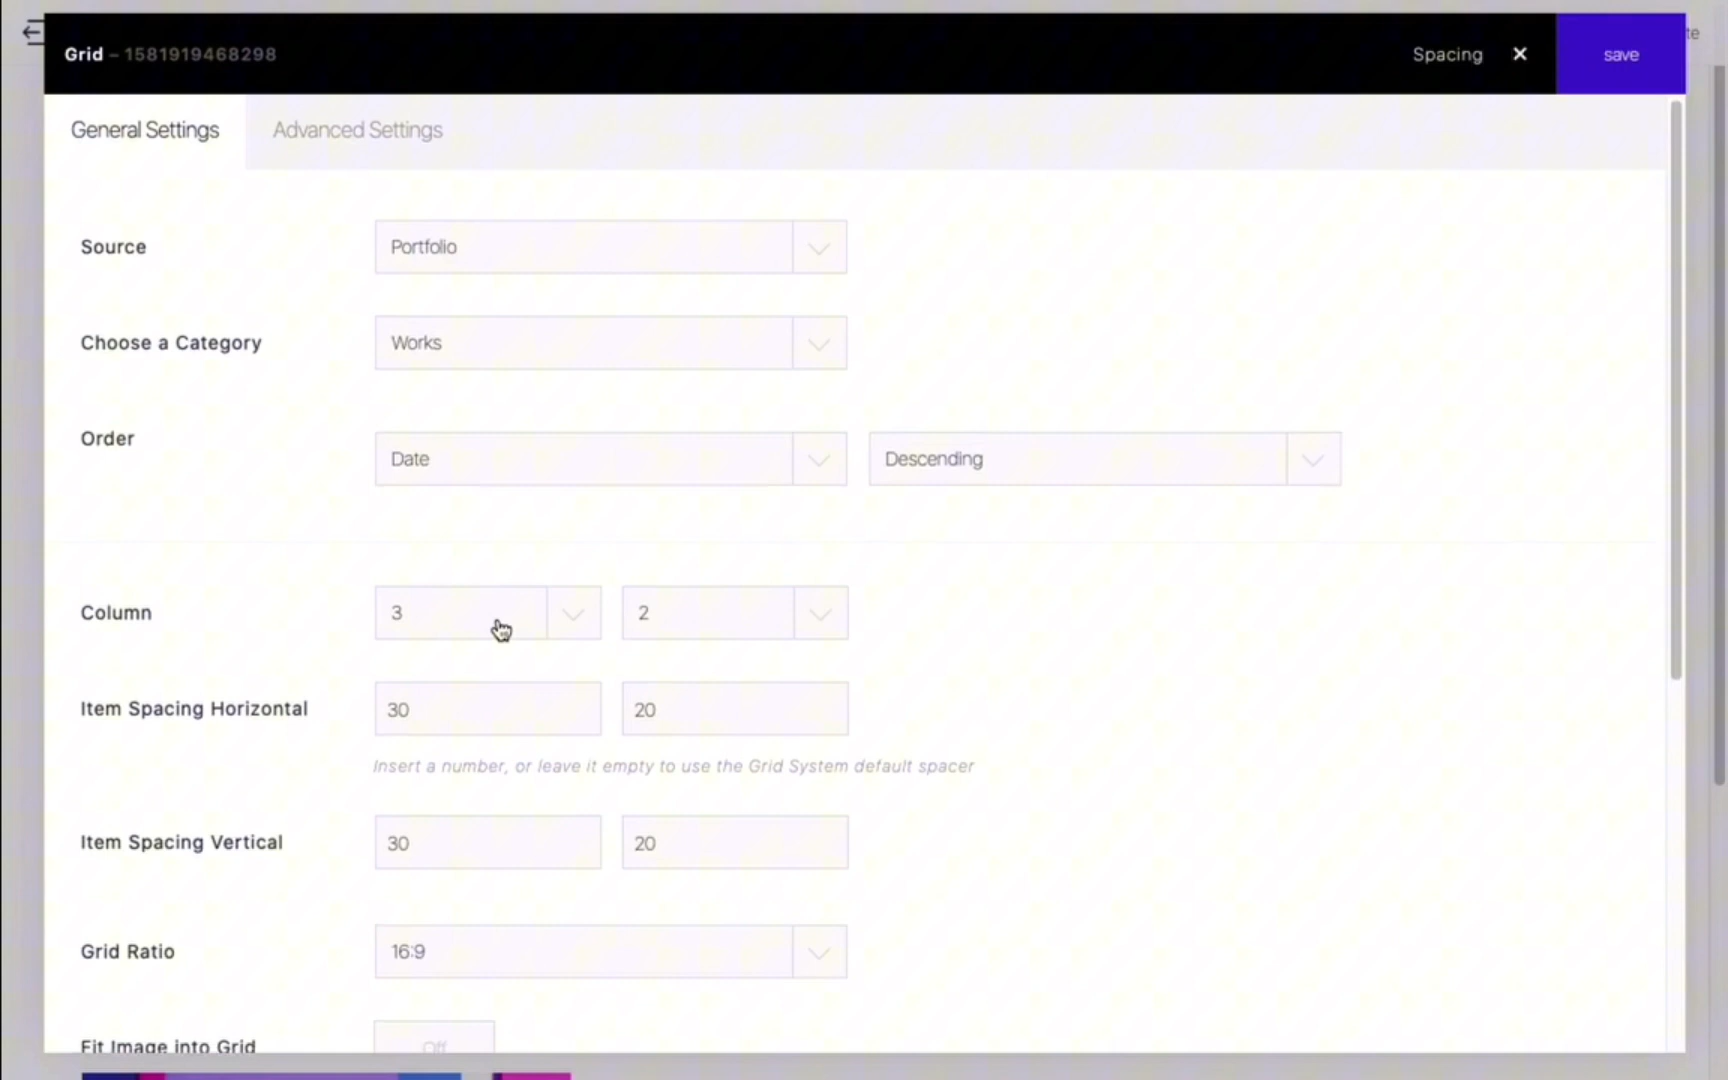 Grid – 1581919468298
Spacing ✕ save
te
General Settings Advanced Settings
Source Portfolio
Choose a Category Works
Order Date Descending
Column 3 2
Item Spacing Horizontal 30 20
Insert a number, or leave it empty to use the Grid System default spacer
Item Spacing Vertical 30 20
Grid Ratio 16:9
Fit Image into Grid Off